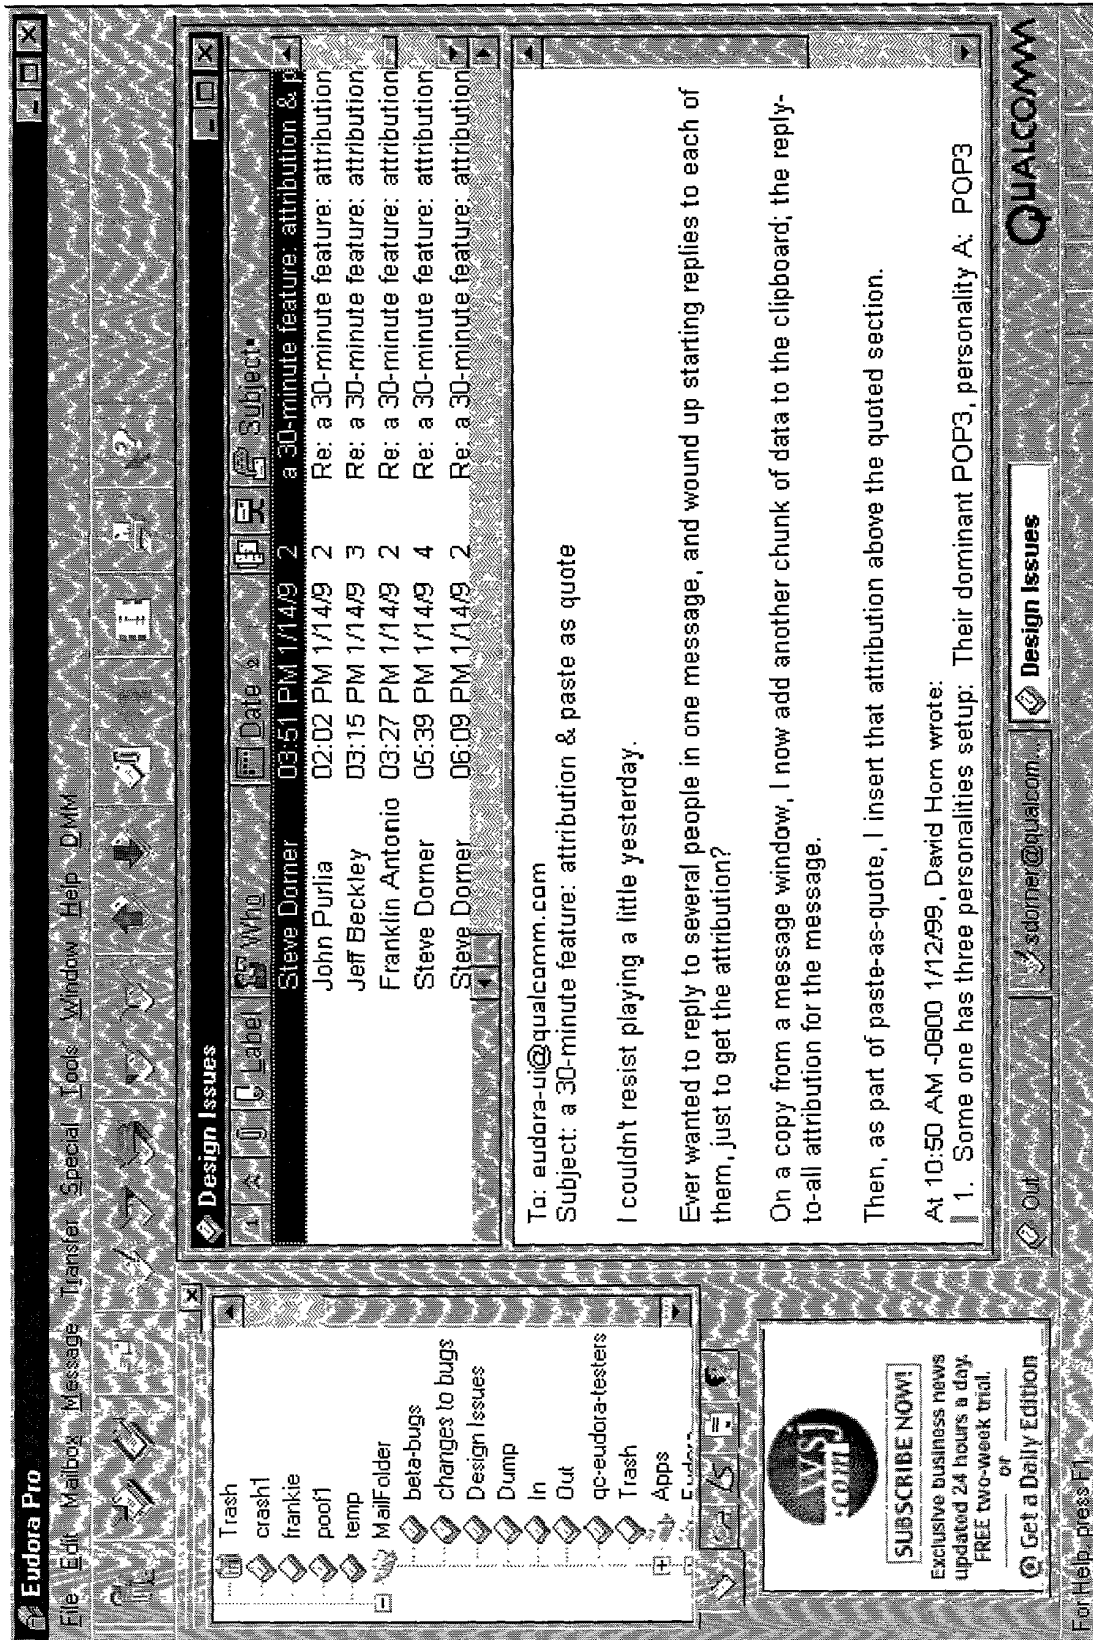 Eudora Pro
File Edit Mailbox Message Transfer Special Tools Window Help DMM
Trash
crash1
frankie
poof1
temp
MailFolder
beta-bugs
changes to bugs
Design Issues
Dump
In
Out
qc-eudora-testers
Trash
Apps
wsj
.com
SUBSCRIBE NOW!
Exclusive business news
updated 24 hours a day.
FREE two-week trial.
or
Get a Daily Edition
Design Issues
Label Who Date 2 Subject
Steve Dorner 03:51 PM 1/14/9 2 a 30-minute feature: attribution & p
John Purlia 02:02 PM 1/14/9 2 Re: a 30-minute feature: attribution
Jeff Beckley 03:15 PM 1/14/9 3 Re: a 30-minute feature: attribution
Franklin Antonio 03:27 PM 1/14/9 2 Re: a 30-minute feature: attribution
Steve Dorner 05:39 PM 1/14/9 4 Re: a 30-minute feature: attribution
Steve Dorner 06:09 PM 1/14/9 2 Re: a 30-minute feature: attribution
To: eudora-ui@qualcomm.com
Subject: a 30-minute feature: attribution & paste as quote
I couldn't resist playing a little yesterday.
Ever wanted to reply to several people in one message, and wound up starting replies to each of
them, just to get the attribution?
On a copy from a message window, I now add another chunk of data to the clipboard; the reply-
to-all attribution for the message.
Then, as part of paste-as-quote, I insert that attribution above the quoted section.
At 10:50 AM -0800 1/12/99, David Horn wrote:
1. Some one has three personalities setup: Their dominant POP3, personality A: POP3
Out
sdorner@qualcom...
Design Issues
QUALCOMM
For Help, press F1